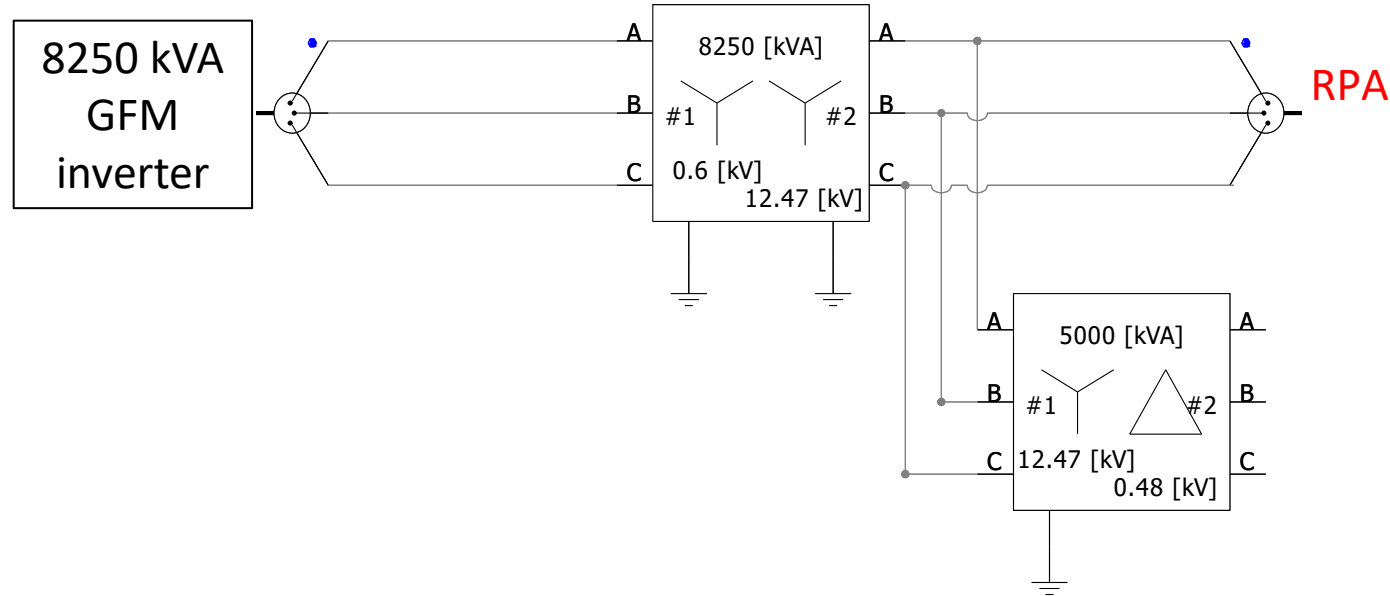 8250 kVA
GFM
inverter
A
B
C
8250 [kVA]
#1
#2
0.6 [kV]
12.47 [kV]
A
B
C
RPA
A
B
C
5000 [kVA]
#1
#2
12.47 [kV]
0.48 [kV]
A
B
C